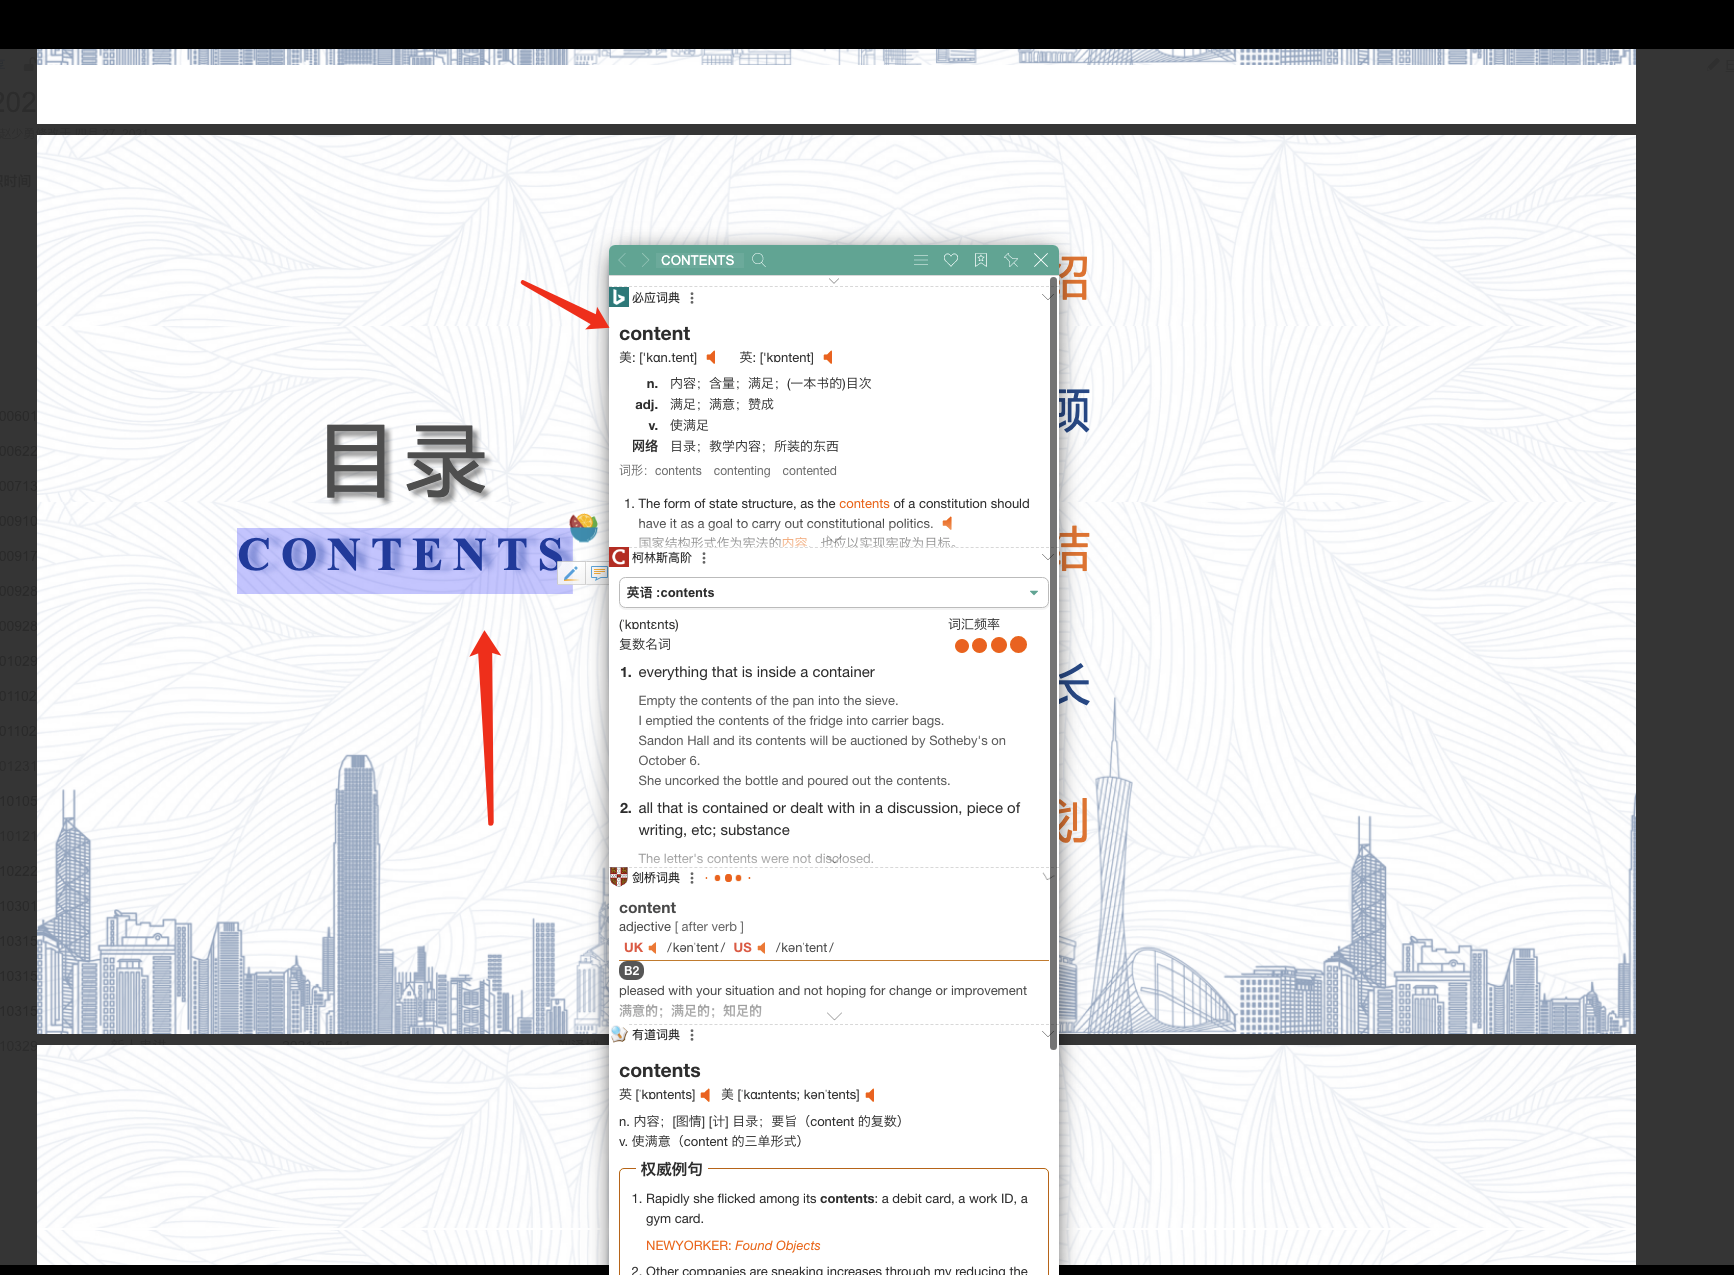 目录
CONTENTS
绍
顾
结
长
划
CONTENTS
必应词典
content
美: ['kɑn.tent] 英: ['kɒntent]
n. 内容；含量；满足；(一本书的)目次
adj. 满足；满意；赞成
v. 使满足
网络 目录；教学内容；所装的东西
词形: contents contenting contented
1. The form of state structure, as the contents of a constitution should
have it as a goal to carry out constitutional politics.
国家结构形式作为宪法的内容，也应以实现宪政为目标。
柯林斯高阶
英语 :contents
(ˈkɒntɛnts) 词汇频率
复数名词
1. everything that is inside a container
Empty the contents of the pan into the sieve.
I emptied the contents of the fridge into carrier bags.
Sandon Hall and its contents will be auctioned by Sotheby's on
October 6.
She uncorked the bottle and poured out the contents.
2. all that is contained or dealt with in a discussion, piece of
writing, etc; substance
The letter's contents were not disclosed.
剑桥词典
content
adjective [ after verb ]
UK /kənˈtent/ US /kənˈtent/
B2
pleased with your situation and not hoping for change or improvement
满意的；满足的；知足的
有道词典
contents
英 [ˈkɒntents] 美 [ˈkɑːntents; kənˈtents]
n. 内容；[图情] [计] 目录；要旨（content 的复数）
v. 使满意（content 的三单形式）
权威例句
1. Rapidly she flicked among its contents: a debit card, a work ID, a
gym card.
NEWYORKER: Found Objects
2. Other companies are sneaking increases through my reducing the